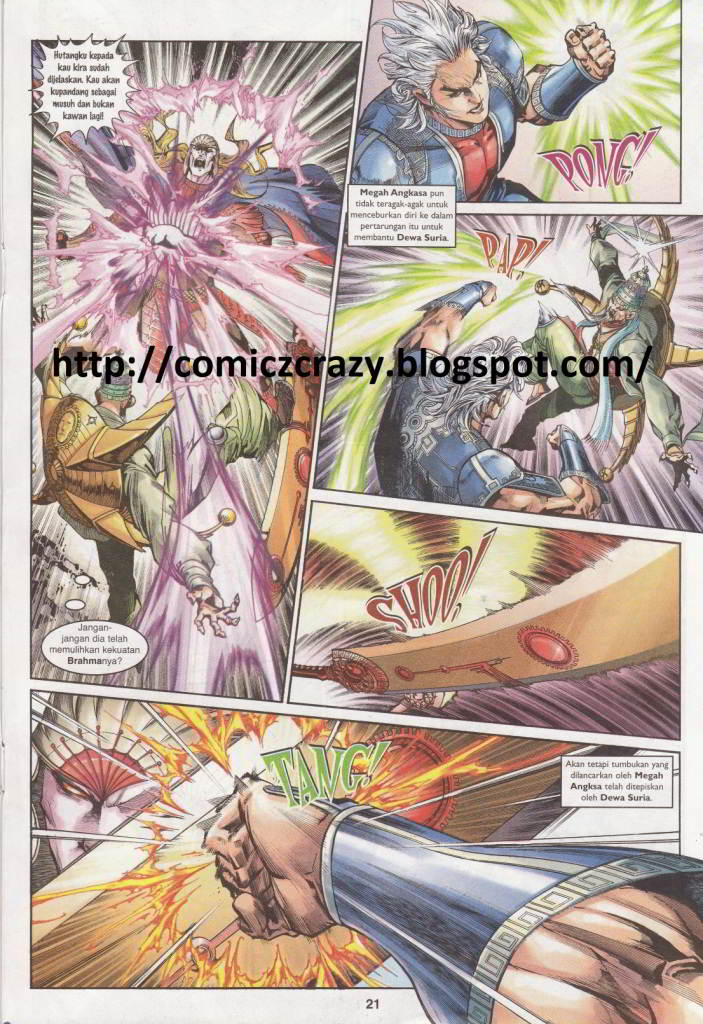 Hutangku kepada
kau kira sudah
dijelaskan. Kau akan
kupandang sebagai
musuh dan bukan
kawan lagi!
PONG!
Megah Angkasa pun
tidak teragak-agak untuk
menceburkan diri ke dalam
pertarungan itu untuk
membantu Dewa Suria.
PAP!
http://comiczcrazy.blogspot.com/
Jangan-
jangan dia telah
memulihkan kekuatan
Brahmanya?
SHOO!
TANG!
Akan tetapi tumbukan yang
dilancarkan oleh Megah
Angksa telah ditepiskan
oleh Dewa Suria.
21